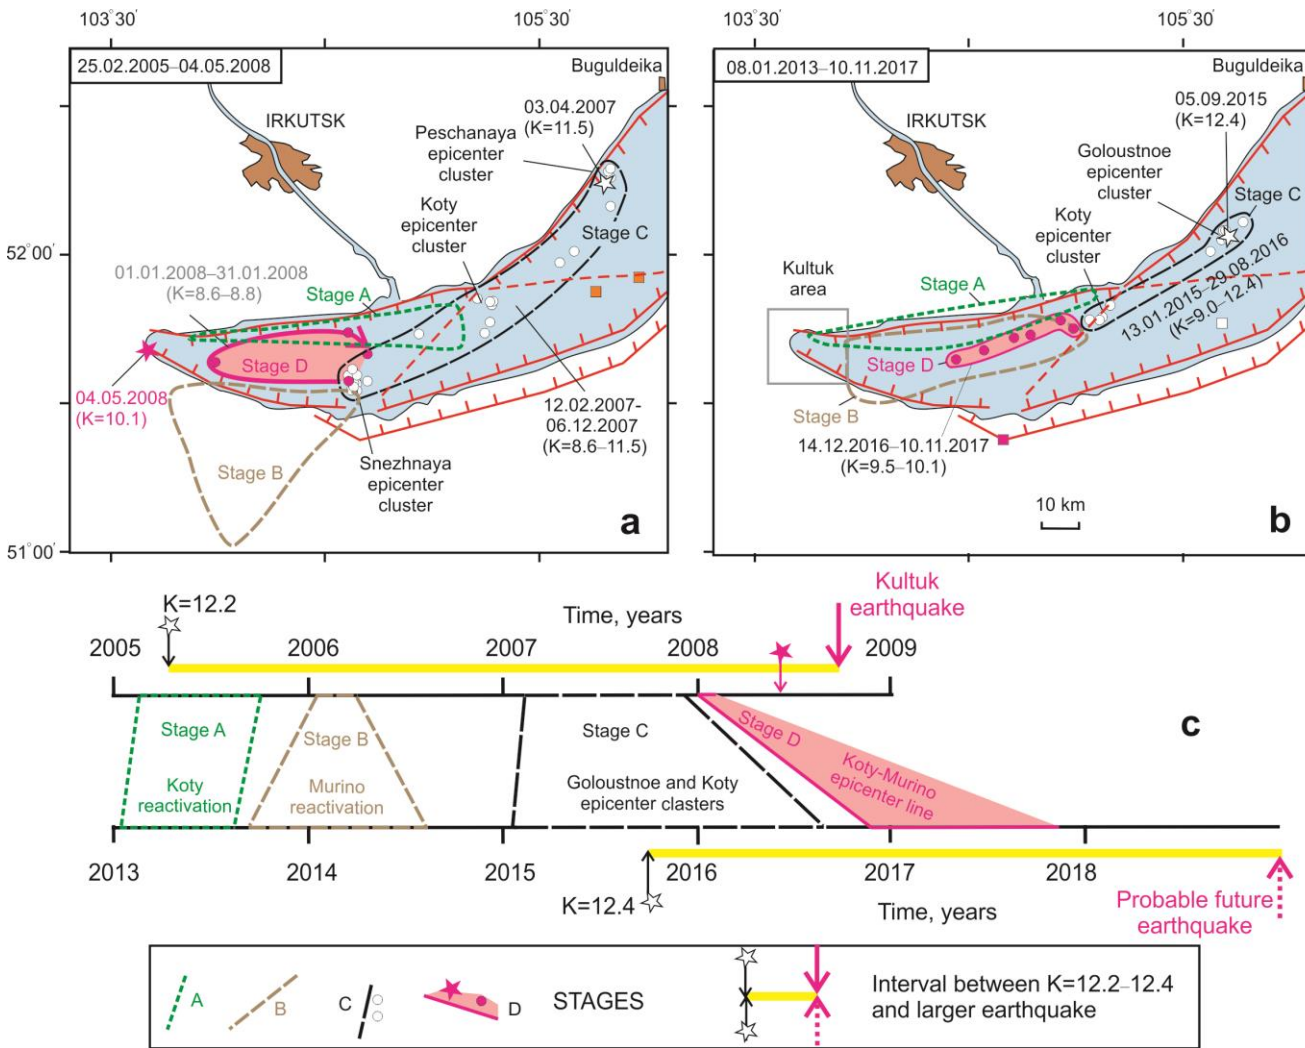 103°30′
105°30′
103°30′
105°30′
25.02.2005–04.05.2008
Buguldeika
03.04.2007
(K=11.5)
IRKUTSK
Peschanaya
epicenter
cluster
Koty
epicenter
cluster
Stage C
52°00′
01.01.2008–31.01.2008
(K=8.6–8.8)
Stage A
Stage D
04.05.2008
(K=10.1)
12.02.2007-
06.12.2007
(K=8.6–11.5)
Stage B
Snezhnaya
epicenter
cluster
a
51°00′
08.01.2013–10.11.2017
Buguldeika
05.09.2015
(K=12.4)
IRKUTSK
Goloustnoe
epicenter
cluster
Stage C
Koty
epicenter
cluster
Kultuk
area
Stage A
13.01.2015–29.08.2016
(K=9.0–12.4)
Stage D
Stage B
14.12.2016–10.11.2017
(K=9.5–10.1)
10 km
b
K=12.2
Time, years
Kultuk
earthquake
2005
2006
2007
2008
2009
Stage A
Koty
reactivation
Stage B
Murino
reactivation
Stage C
Goloustnoe and Koty
epicenter clasters
Stage D
Koty-Murino
epicenter line
c
2013
2014
2015
2016
2017
2018
K=12.4
Time, years
Probable future
earthquake
A
B
C
D
STAGES
Interval between K=12.2–12.4
and larger earthquake